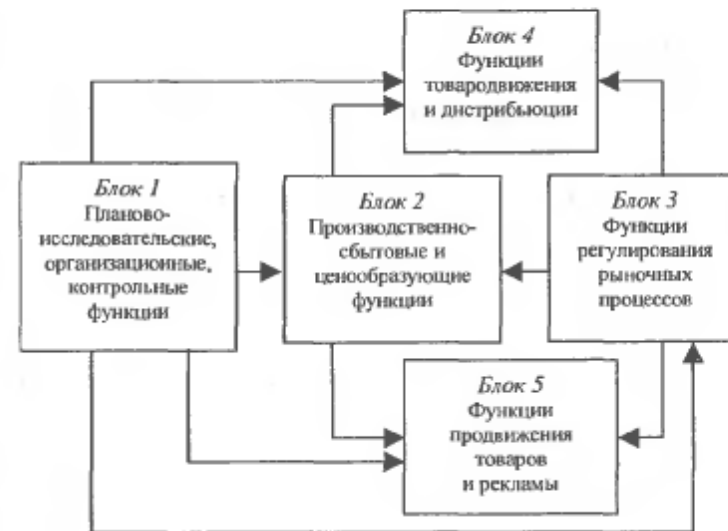 Блок 4
Функции
товародвижения
и дистрибьюции
Блок 1
Планово-
исследовательские,
организационные,
контрольные
функции
Блок 2
Производственно-
сбытовые и
ценообразующие
функции
Блок 3
Функции
регулирования
рыночных
процессов
Блок 5
Функции
продвижения
товаров
и рекламы